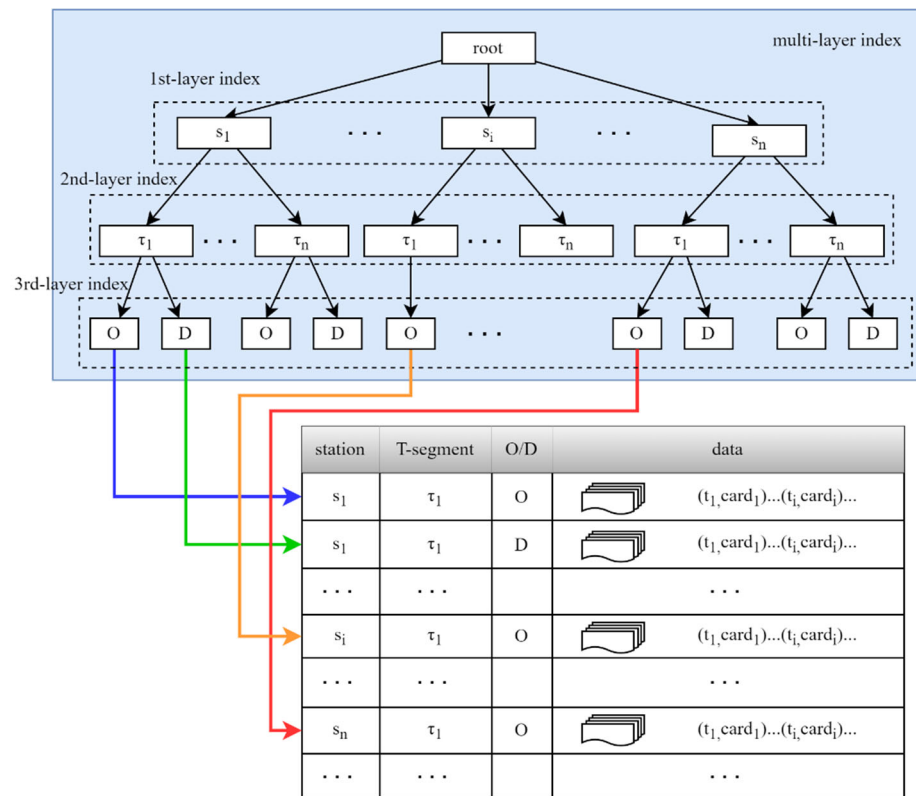 root
multi-layer index
1st-layer index
s₁ ... sᵢ ... sₙ
2nd-layer index
τ₁ ... τₙ τ₁ ... τₙ τ₁ ... τₙ
3rd-layer index
O D O D O ... O D O D
station T-segment O/D data
s₁ τ₁ O (t₁,card₁)...(tᵢ,cardᵢ)...
s₁ τ₁ D (t₁,card₁)...(tᵢ,cardᵢ)...
... ... ...
sᵢ τ₁ O (t₁,card₁)...(tᵢ,cardᵢ)...
... ... ...
sₙ τ₁ O (t₁,card₁)...(tᵢ,cardᵢ)...
... ... ...